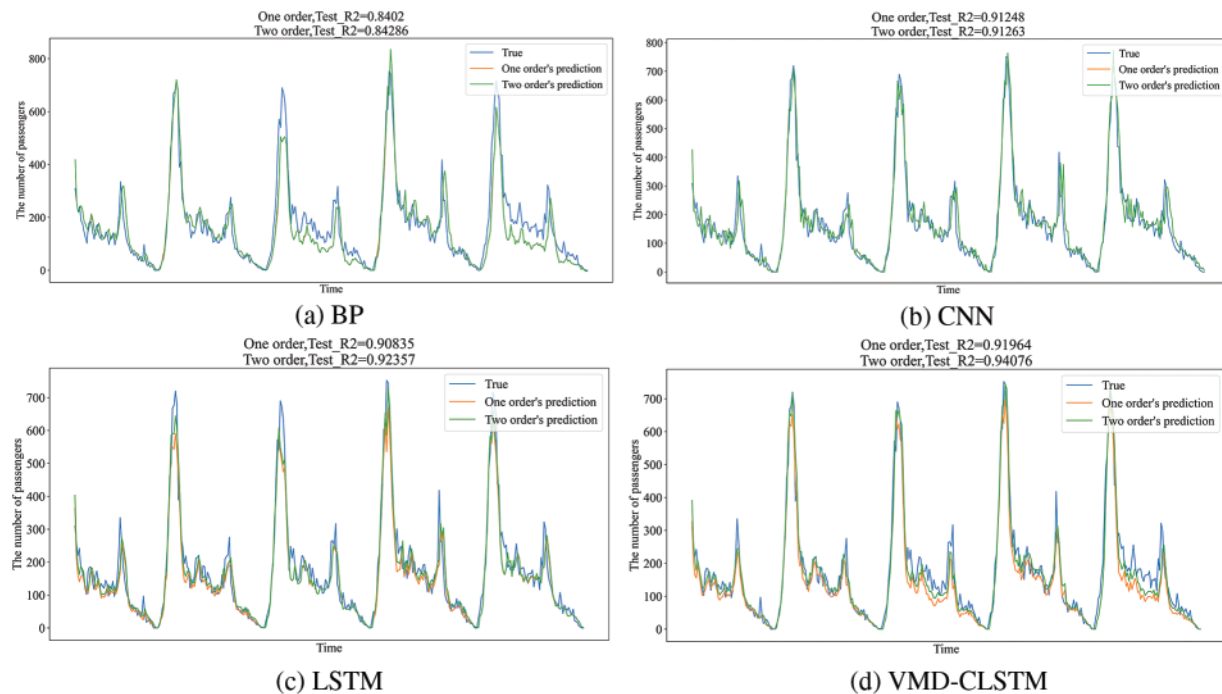 One order,Test_R2=0.8402
Two order,Test_R2=0.84286
The number of passengers
800
600
400
200
0
True
One order's prediction
Two order's prediction
Time
(a) BP
One order,Test_R2=0.91248
Two order,Test_R2=0.91263
The number of passengers
800
700
600
500
400
300
200
100
0
True
One order's prediction
Two order's prediction
Time
(b) CNN
One order,Test_R2=0.90835
Two order,Test_R2=0.92357
The number of passengers
700
600
500
400
300
200
100
0
True
One order's prediction
Two order's prediction
Time
(c) LSTM
One order,Test_R2=0.91964
Two order,Test_R2=0.94076
The number of passengers
700
600
500
400
300
200
100
0
True
One order's prediction
Two order's prediction
Time
(d) VMD-CLSTM